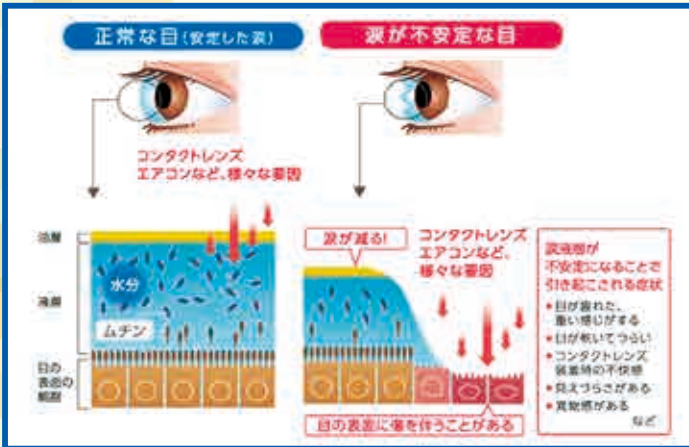 正常な目(安定した涙)
涙が不安定な目
コンタクトレンズ
エアコンなど、様々な要因
油層
液層
水分
ムチン
目の
表面の
細胞
涙が減る!
コンタクトレンズ
エアコンなど、
様々な要因
目の表面に傷を伴うことがある
涙液層が
不安定になることで
引き起こされる症状
•目が疲れた、
重い感じがする
•目が乾いてつらい
•コンタクトレンズ
装着時の不快感
•見えづらさがある
•異物感がある
など